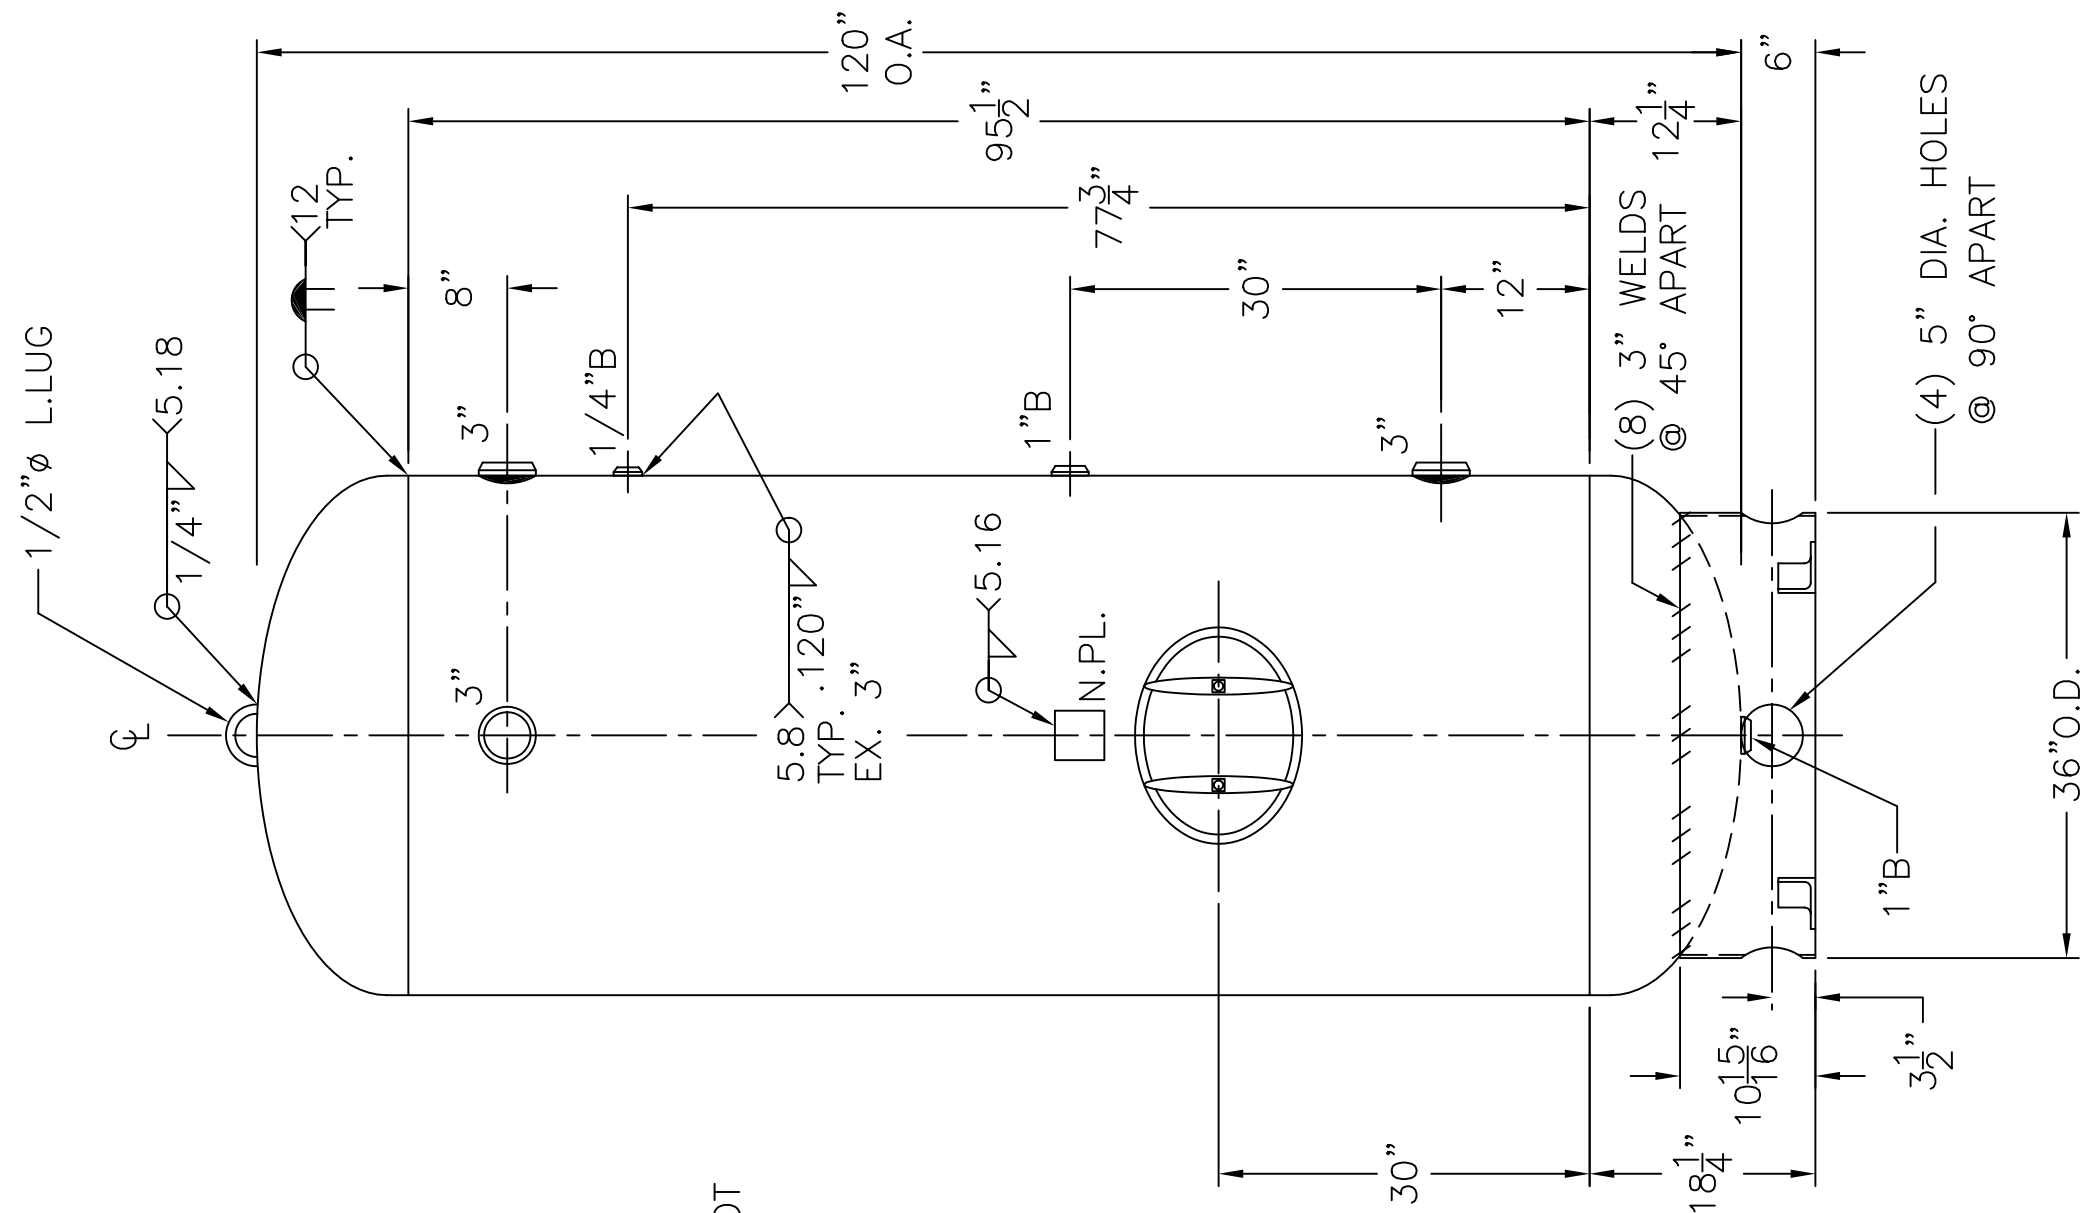 1/2"ø L.LUG
5.18
1/4"
℄
12
TYP.
8"
3"
3"
1/4"B
120"
O.A.
95 1/2"
77 3/4"
5.8
.120"
TYP.
EX. 3"
5.16
N.PL.
1"B
30"
12"
3"
12 1/4"
6"
(8) 3" WELDS
@ 45° APART
(4) 5" DIA. HOLES
@ 90° APART
1"B
36"O.D.
30"
18 1/4"
10 15/16"
3 1/2"